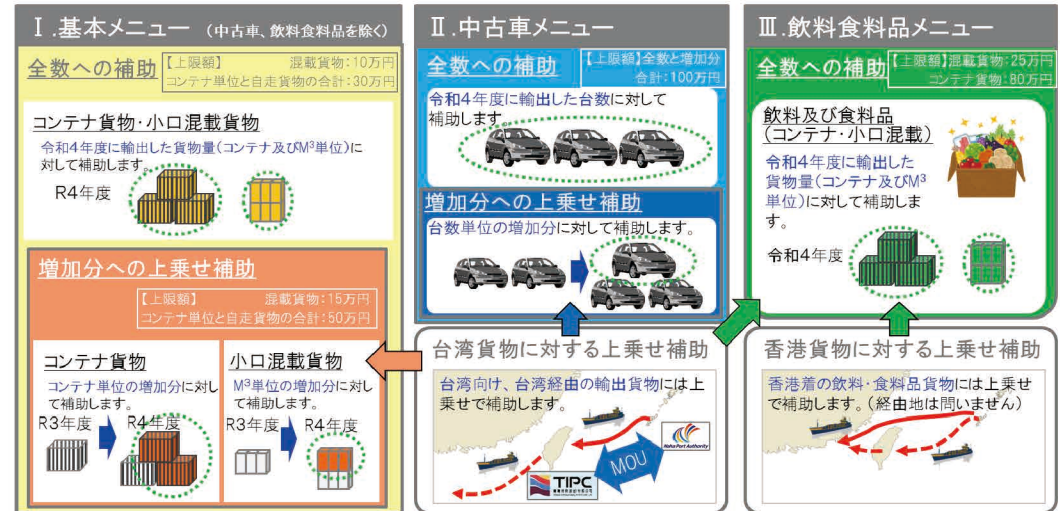 Ⅰ.基本メニュー (中古車、飲料食料品を除く)
全数への補助
【上限額】 混載貨物:10万円
コンテナ単位と自走貨物の合計:30万円
コンテナ貨物・小口混載貨物
令和4年度に輸出した貨物量(コンテナ及びM³単位)に
対して補助します。
R4年度
増加分への上乗せ補助
【上限額】 混載貨物:15万円
コンテナ単位と自走貨物の合計:50万円
コンテナ貨物
コンテナ単位の増加分に対し
て補助します。
R3年度
R4年度
小口混載貨物
M³単位の増加分に対し
て補助します。
R3年度
R4年度
Ⅱ.中古車メニュー
全数への補助
【上限額】全数と増加分
合計:100万円
令和4年度に輸出した台数に対して
補助します。
増加分への上乗せ補助
台数単位の増加分に対して補助します。
台湾貨物に対する上乗せ補助
台湾向け、台湾経由の輸出貨物には上
乗せで補助します。
Naha Port Authority
MOU
TIPC
Ⅲ.飲料食料品メニュー
全数への補助
【上限額】混載貨物:25万円
コンテナ貨物:80万円
飲料及び食料品
(コンテナ・小口混載)
令和4年度に輸出した
貨物量(コンテナ及びM³
単位)に対して補助しま
す。
令和4年度
香港貨物に対する上乗せ補助
香港着の飲料・食料品貨物には上乗せ
で補助します。(経由地は問いません)